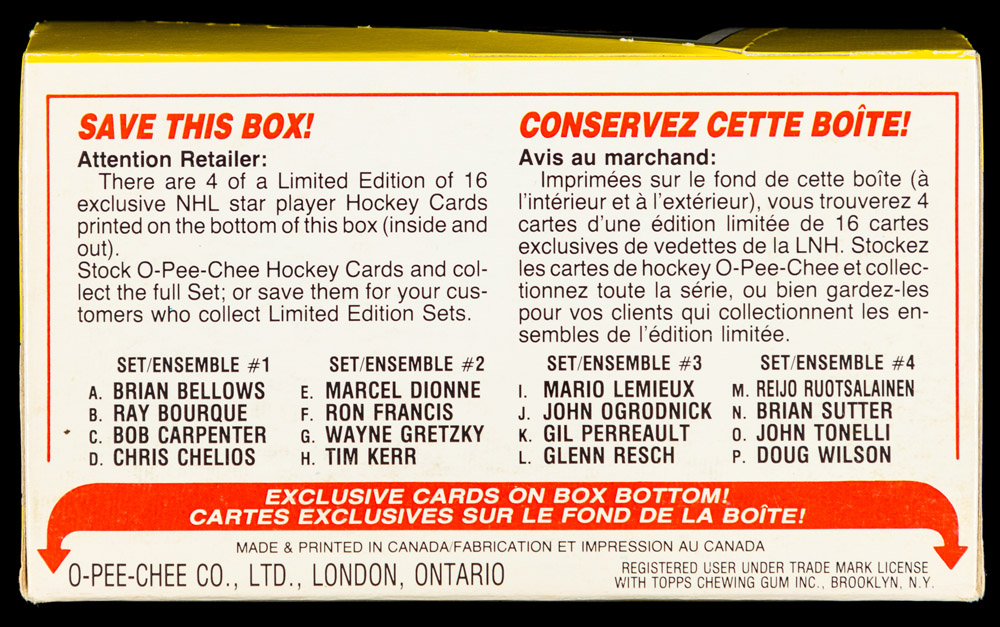 SAVE THIS BOX!
Attention Retailer:
There are 4 of a Limited Edition of 16
exclusive NHL star player Hockey Cards
printed on the bottom of this box (inside and
out).
Stock O-Pee-Chee Hockey Cards and col-
lect the full Set; or save them for your cus-
tomers who collect Limited Edition Sets.
CONSERVEZ CETTE BOÎTE!
Avis au marchand:
Imprimées sur le fond de cette boîte (à
l'intérieur et à l'extérieur), vous trouverez 4
cartes d'une édition limitée de 16 cartes
exclusives de vedettes de la LNH. Stockez
les cartes de hockey O-Pee-Chee et collec-
tionnez toute la série, ou bien gardez-les
pour vos clients qui collectionnent les en-
sembles de l'édition limitée.
SET/ENSEMBLE #1
A. BRIAN BELLOWS
B. RAY BOURQUE
C. BOB CARPENTER
D. CHRIS CHELIOS
SET/ENSEMBLE #2
E. MARCEL DIONNE
F. RON FRANCIS
G. WAYNE GRETZKY
H. TIM KERR
SET/ENSEMBLE #3
I. MARIO LEMIEUX
J. JOHN OGRODNICK
K. GIL PERREAULT
L. GLENN RESCH
SET/ENSEMBLE #4
M. REIJO RUOTSALAINEN
N. BRIAN SUTTER
O. JOHN TONELLI
P. DOUG WILSON
EXCLUSIVE CARDS ON BOX BOTTOM!
CARTES EXCLUSIVES SUR LE FOND DE LA BOÎTE!
MADE & PRINTED IN CANADA/FABRICATION ET IMPRESSION AU CANADA
O-PEE-CHEE CO., LTD., LONDON, ONTARIO
REGISTERED USER UNDER TRADE MARK LICENSE
WITH TOPPS CHEWING GUM INC., BROOKLYN, N.Y.